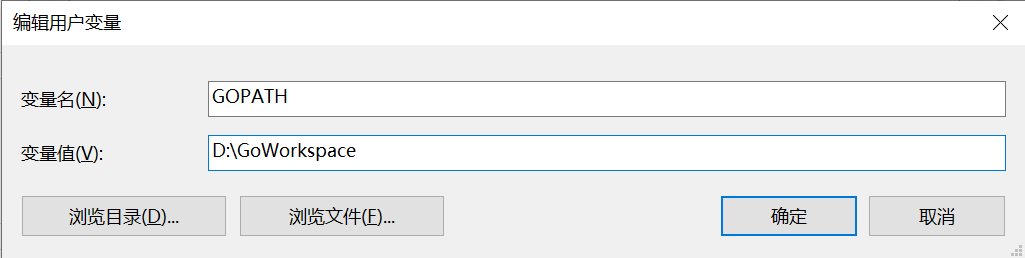 编辑用户变量
变量名(N):
GOPATH
变量值(V):
D:\GoWorkspace
浏览目录(D)...
浏览文件(F)...
确定
取消